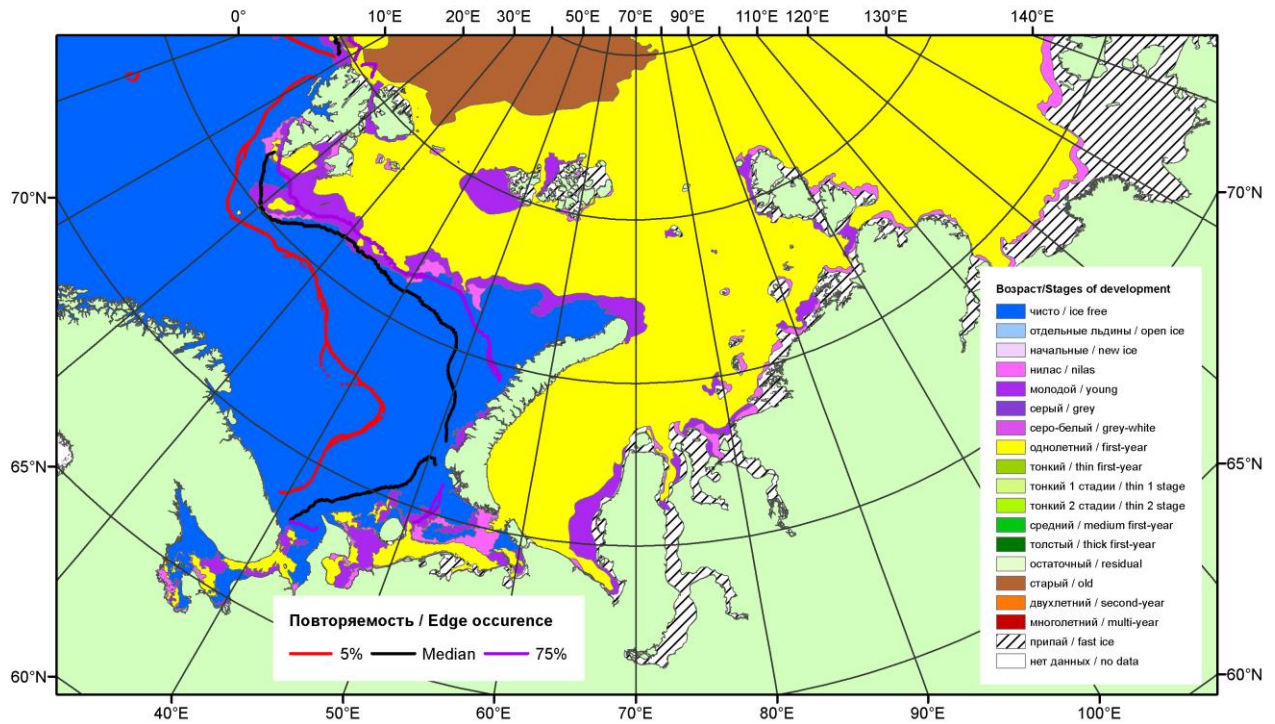 0° 10°E 20°E 30°E 50°E 70°E 90°E 110°E 120°E 130°E 140°E
70°N 70°N
Возраст/Stages of development
чисто / ice free
отдельные льдины / open ice
начальные / new ice
нилас / nilas
молодой / young
серый / grey
серо-белый / grey-white
однолетний / first-year
тонкий / thin first-year
тонкий 1 стадии / thin 1 stage
тонкий 2 стадии / thin 2 stage
средний / medium first-year
толстый / thick first-year
остаточный / residual
старый / old
двухлетний / second-year
многолетний / multi-year
припай / fast ice
нет данных / no data
65°N 65°N
Повторяемость / Edge occurence
5% Median 75%
60°N 60°N
40°E 50°E 60°E 70°E 80°E 90°E 100°E